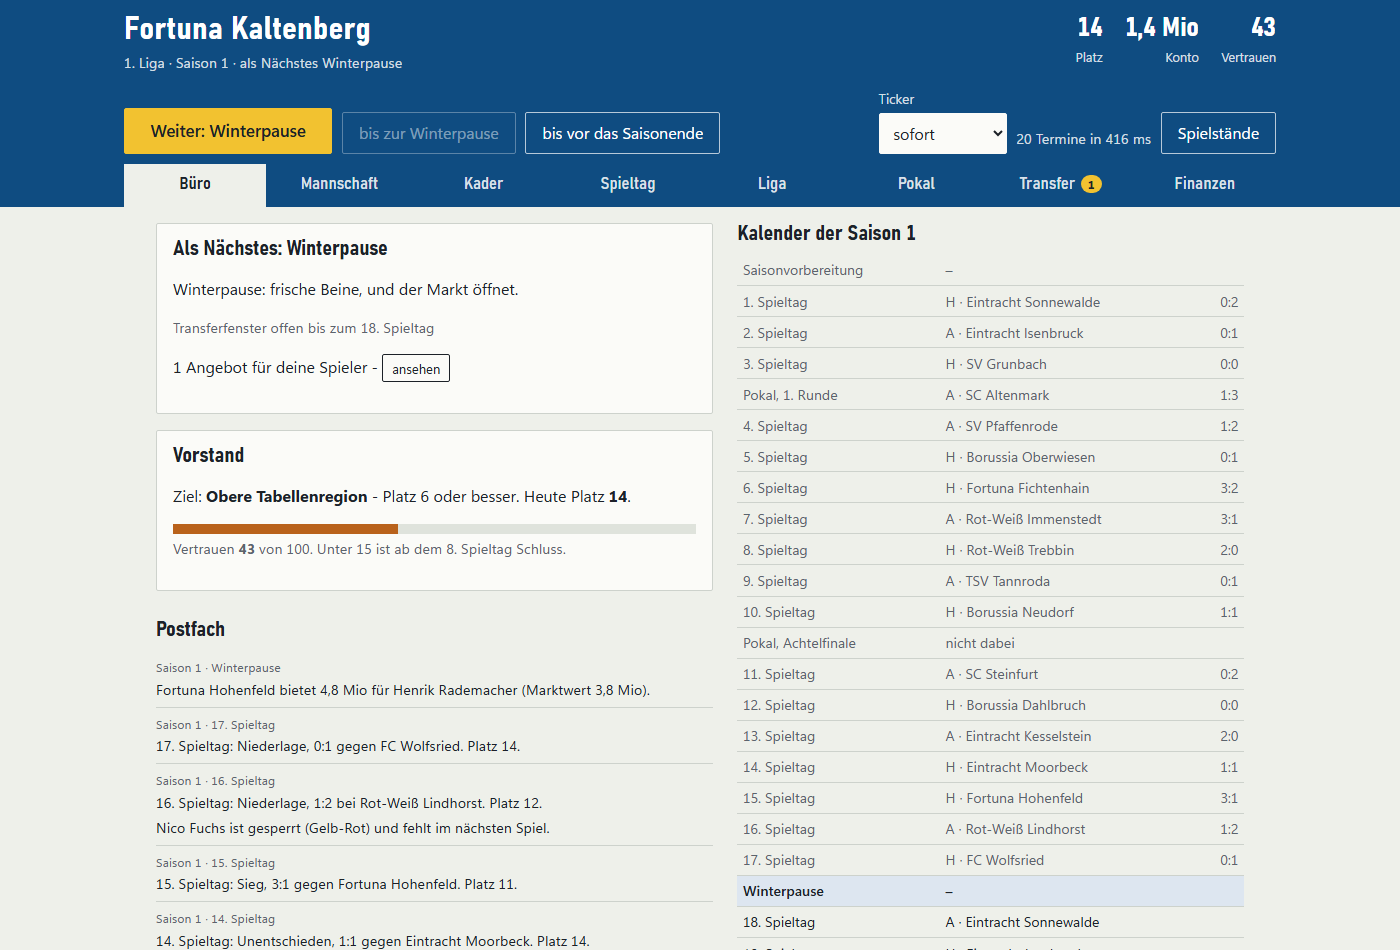 Fortuna Kaltenberg
1. Liga · Saison 1 · als Nächstes Winterpause
14 Platz
1,4 Mio Konto
43 Vertrauen
Weiter: Winterpause
bis zur Winterpause
bis vor das Saisonende
Ticker
sofort
20 Termine in 416 ms
Spielstände
Büro
Mannschaft
Kader
Spieltag
Liga
Pokal
Transfer 1
Finanzen
Als Nächstes: Winterpause
Winterpause: frische Beine, und der Markt öffnet.
Transferfenster offen bis zum 18. Spieltag
1 Angebot für deine Spieler - ansehen
Vorstand
Ziel: Obere Tabellenregion - Platz 6 oder besser. Heute Platz 14.
Vertrauen 43 von 100. Unter 15 ist ab dem 8. Spieltag Schluss.
Postfach
Saison 1 · Winterpause
Fortuna Hohenfeld bietet 4,8 Mio für Henrik Rademacher (Marktwert 3,8 Mio).
Saison 1 · 17. Spieltag
17. Spieltag: Niederlage, 0:1 gegen FC Wolfsried. Platz 14.
Saison 1 · 16. Spieltag
16. Spieltag: Niederlage, 1:2 bei Rot-Weiß Lindhorst. Platz 12.
Nico Fuchs ist gesperrt (Gelb-Rot) und fehlt im nächsten Spiel.
Saison 1 · 15. Spieltag
15. Spieltag: Sieg, 3:1 gegen Fortuna Hohenfeld. Platz 11.
Saison 1 · 14. Spieltag
14. Spieltag: Unentschieden, 1:1 gegen Eintracht Moorbeck. Platz 14.
Kalender der Saison 1
Saisonvorbereitung –
1. Spieltag H · Eintracht Sonnewalde 0:2
2. Spieltag A · Eintracht Isenbruck 0:1
3. Spieltag H · SV Grunbach 0:0
Pokal, 1. Runde A · SC Altenmark 1:3
4. Spieltag A · SV Pfaffenrode 1:2
5. Spieltag H · Borussia Oberwiesen 0:1
6. Spieltag H · Fortuna Fichtenhain 3:2
7. Spieltag A · Rot-Weiß Immenstedt 3:1
8. Spieltag H · Rot-Weiß Trebbin 2:0
9. Spieltag A · TSV Tannroda 0:1
10. Spieltag H · Borussia Neudorf 1:1
Pokal, Achtelfinale nicht dabei
11. Spieltag A · SC Steinfurt 0:2
12. Spieltag H · Borussia Dahlbruch 0:0
13. Spieltag A · Eintracht Kesselstein 2:0
14. Spieltag H · Eintracht Moorbeck 1:1
15. Spieltag H · Fortuna Hohenfeld 3:1
16. Spieltag A · Rot-Weiß Lindhorst 1:2
17. Spieltag H · FC Wolfsried 0:1
Winterpause –
18. Spieltag A · Eintracht Sonnewalde